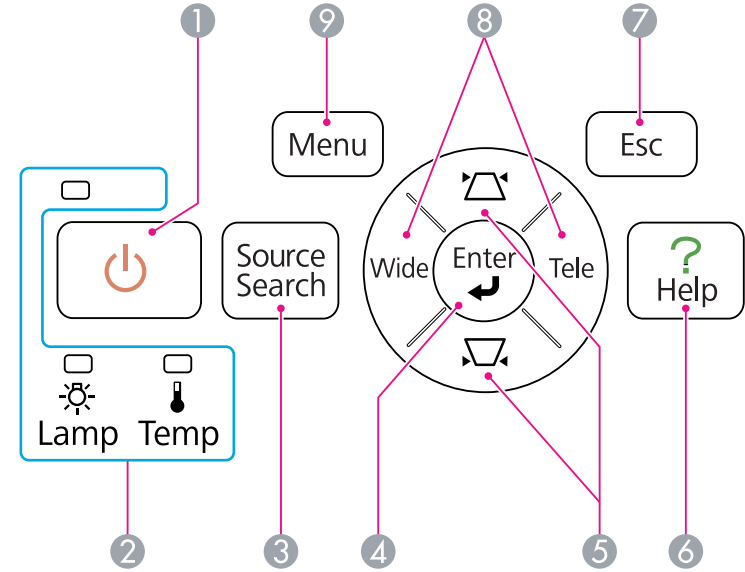 1
9
8
7
Menu
Esc
Source
Search
Wide
Enter
Tele
?
Help
Lamp
Temp
2
3
4
5
6